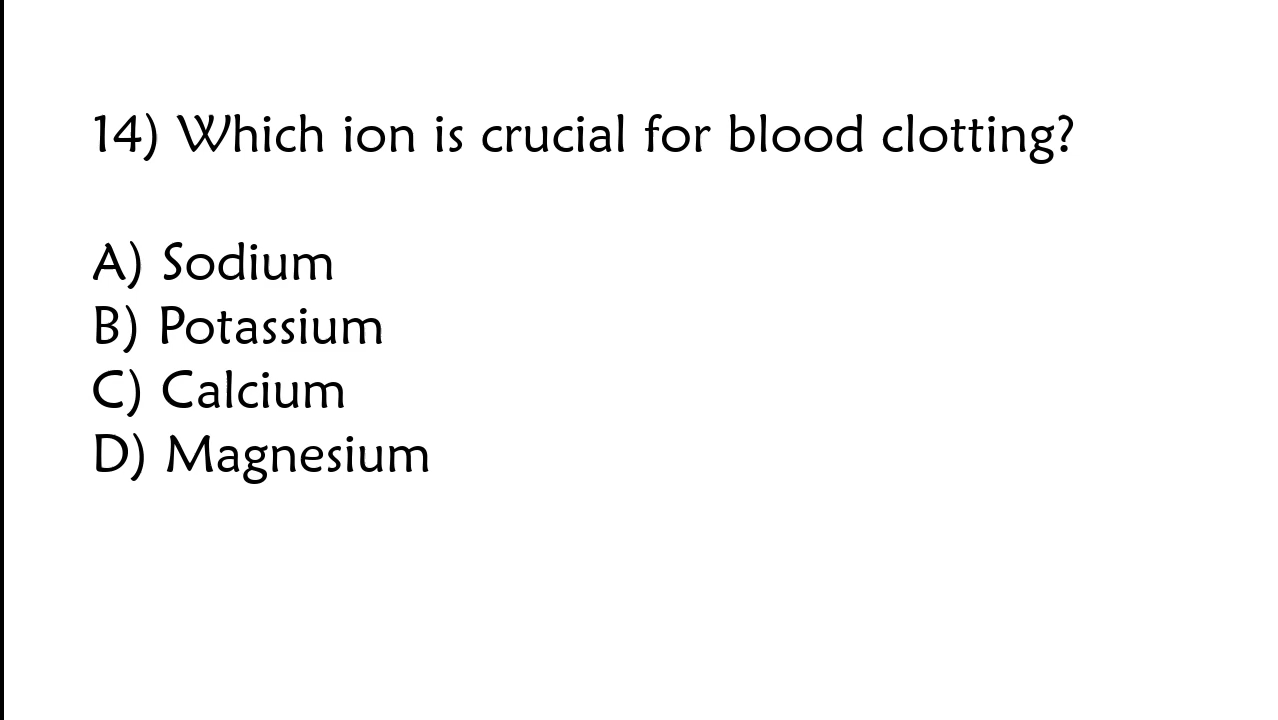 14) Which ion is crucial for blood clotting?
A) Sodium
B) Potassium
C) Calcium
D) Magnesium